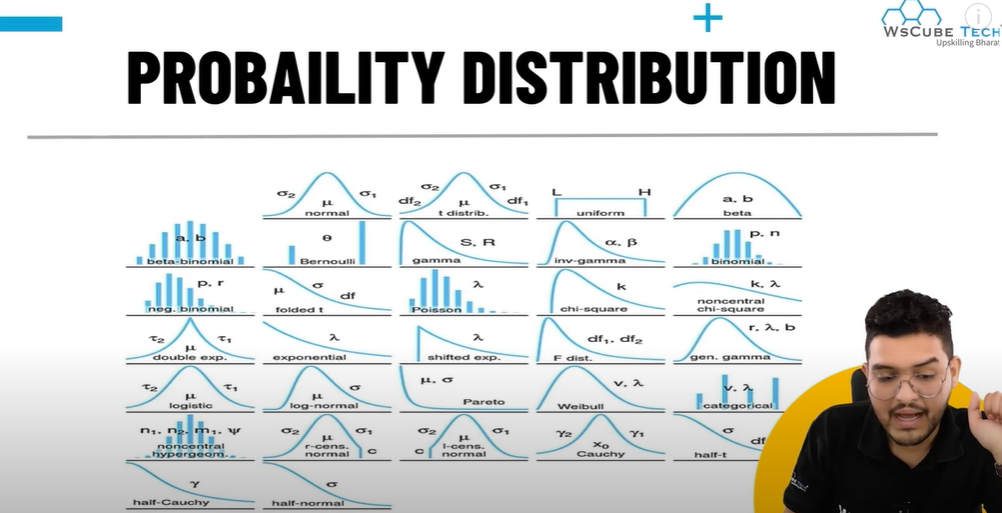 WsCube Tech
Upskilling Bharat
PROBAILITY DISTRIBUTION
σ2 μ σ1
normal
df2 σ2 μ σ1 df1
t distrib.
L H
uniform
a, b
beta
a, b
beta-binomial
θ
Bernoulli
S, R
gamma
α, β
inv-gamma
p, n
binomial
p, r
neg. binomial
μ σ df
folded t
λ
Poisson
k
chi-square
k, λ
noncentral
chi-square
τ2 μ τ1
double exp.
λ
exponential
λ
shifted exp.
df1, df2
F dist.
r, λ, b
gen. gamma
τ2 μ τ1
logistic
μ σ
log-normal
μ, σ
Pareto
v, λ
Weibull
v, λ
categorical
n1, n2, m1, ψ
noncentral
hypergeom.
σ2 μ σ1
r-cens.
normal c
σ2 μ σ1
l-cens.
c normal
γ2 x0 γ1
Cauchy
σ df
half-t
γ
half-Cauchy
σ
half-normal